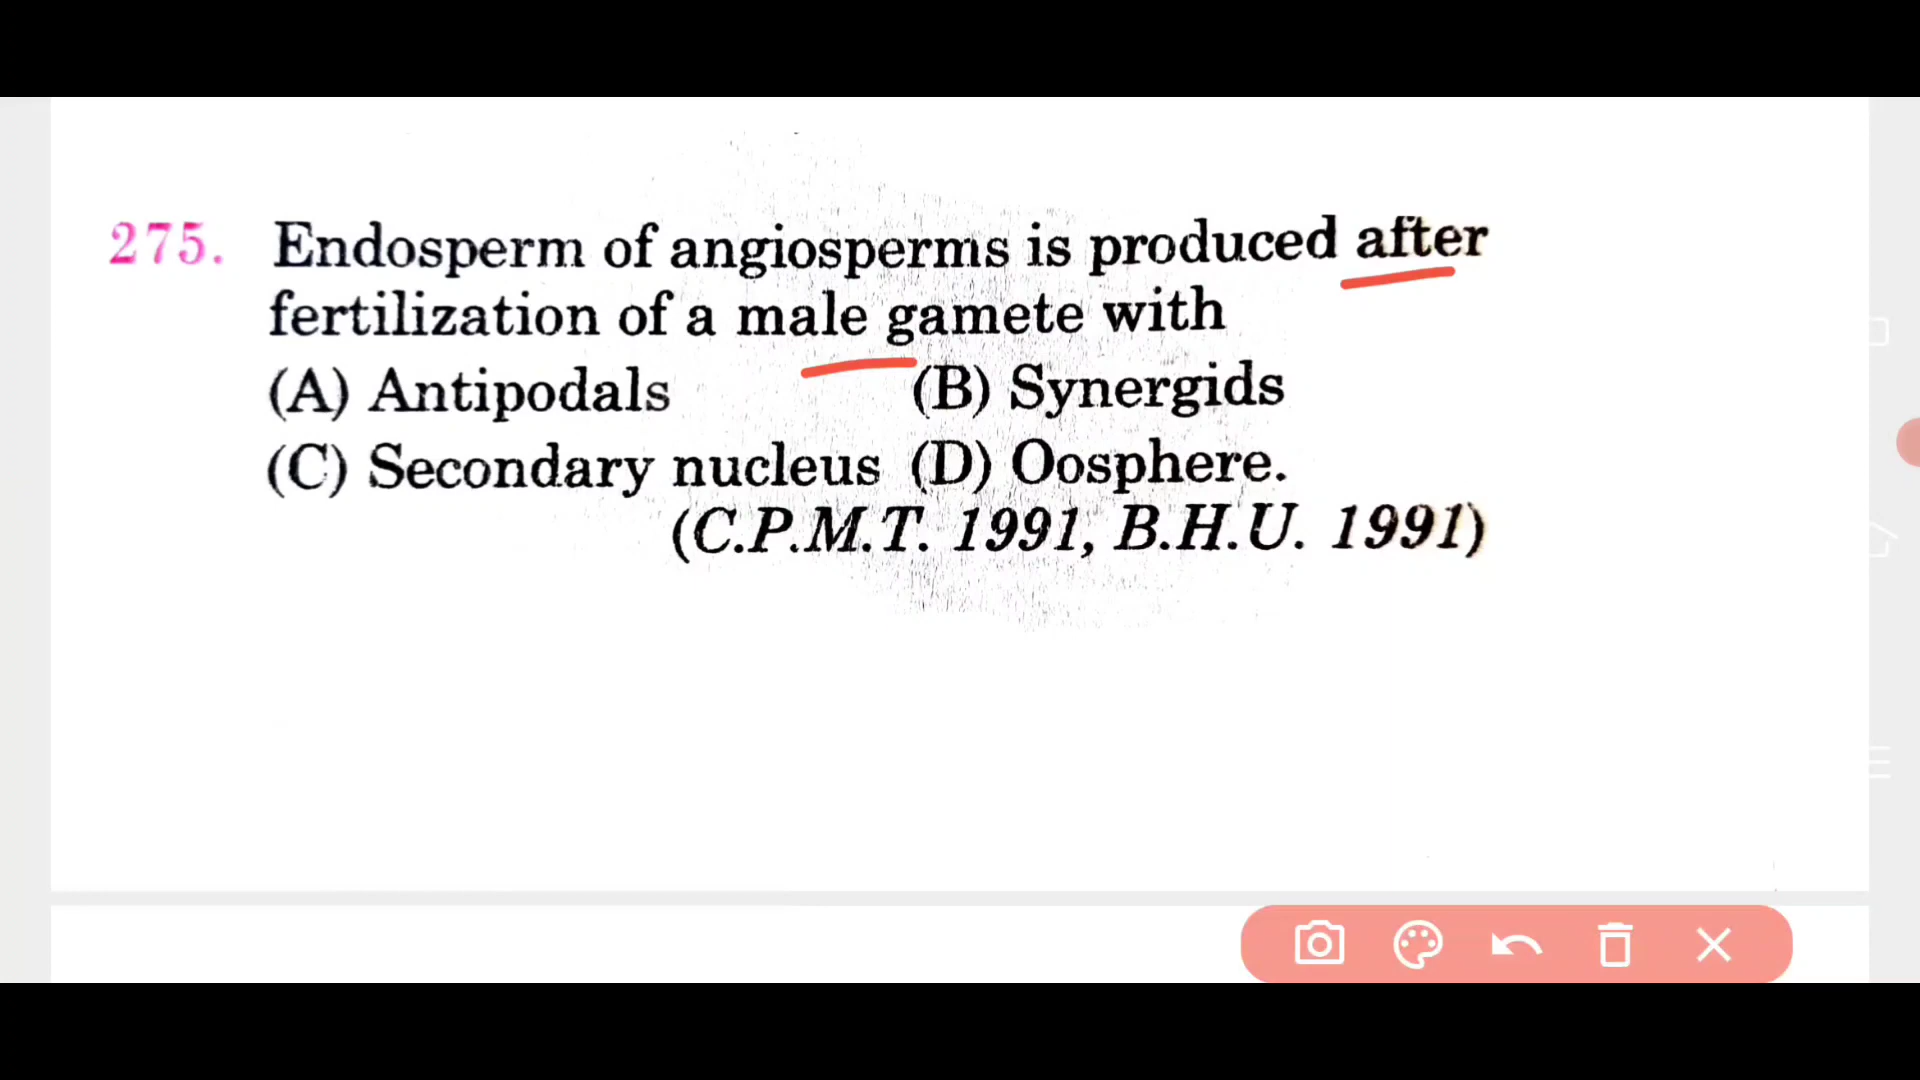 275. Endosperm of angiosperms is produced after
fertilization of a male gamete with
(A) Antipodals (B) Synergids
(C) Secondary nucleus (D) Oosphere.
(C.P.M.T. 1991, B.H.U. 1991)